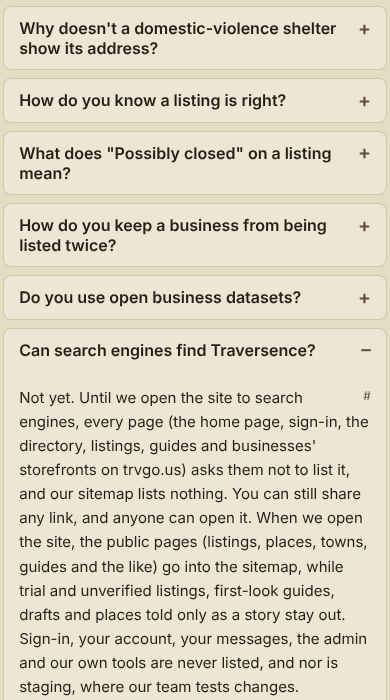 Why doesn't a domestic-violence shelter +
show its address?
How do you know a listing is right? +
What does "Possibly closed" on a listing +
mean?
How do you keep a business from being +
listed twice?
Do you use open business datasets? +
Can search engines find Traversence? −
Not yet. Until we open the site to search #
engines, every page (the home page, sign-in, the
directory, listings, guides and businesses'
storefronts on trvgo.us) asks them not to list it,
and our sitemap lists nothing. You can still share
any link, and anyone can open it. When we open
the site, the public pages (listings, places, towns,
guides and the like) go into the sitemap, while
trial and unverified listings, first-look guides,
drafts and places told only as a story stay out.
Sign-in, your account, your messages, the admin
and our own tools are never listed, and nor is
staging, where our team tests changes.